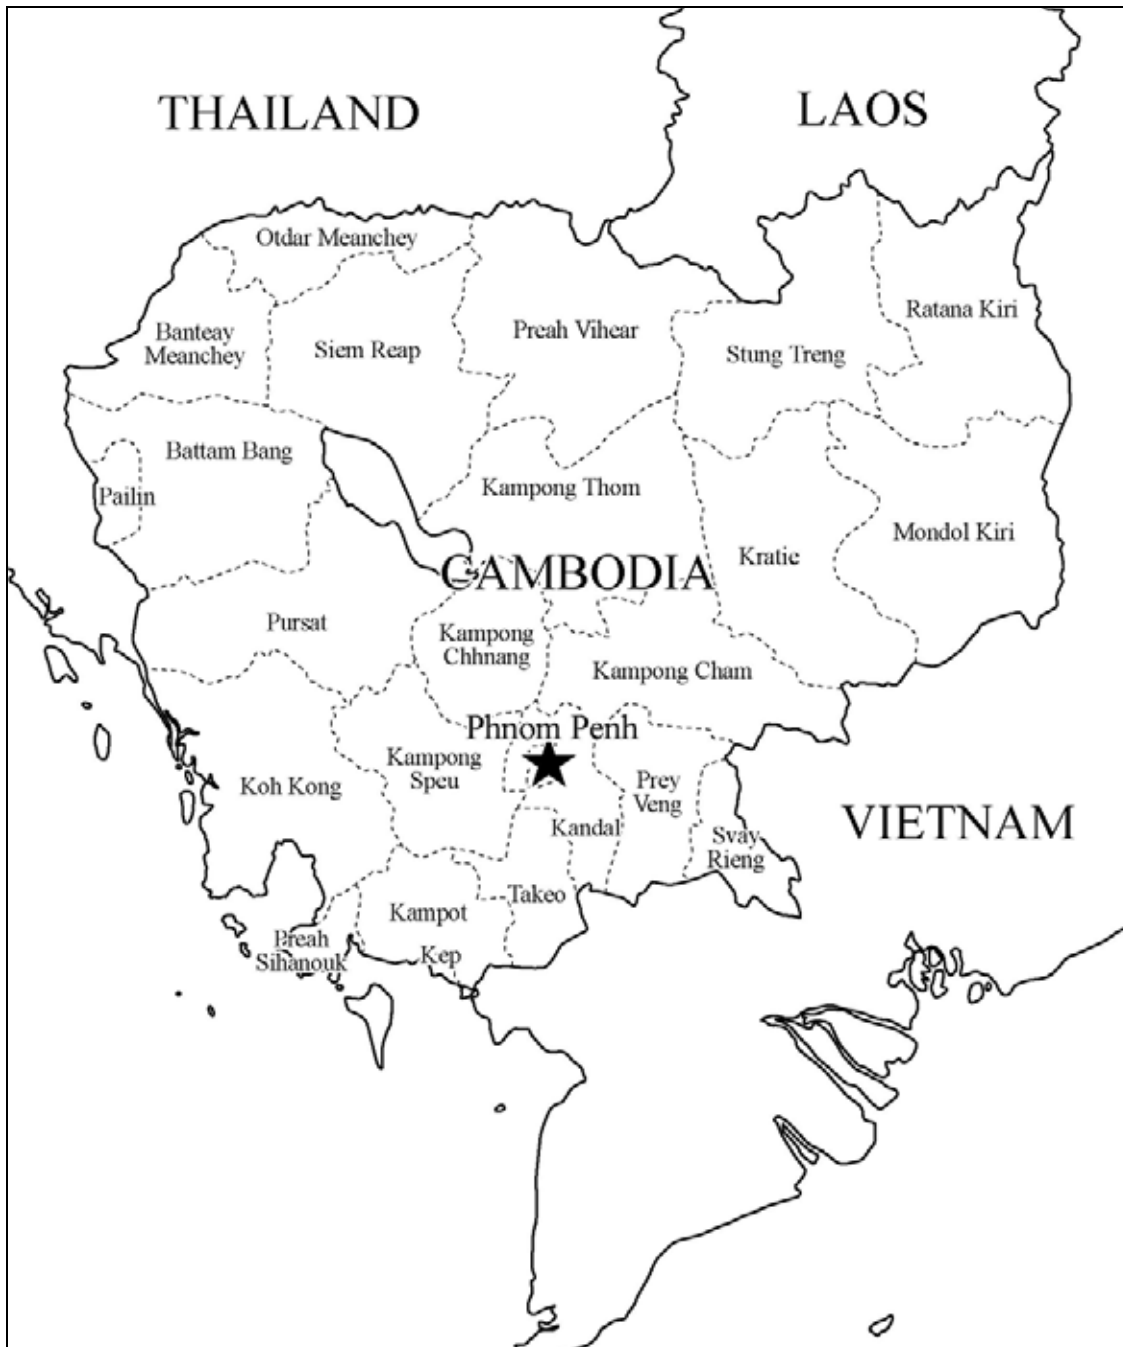 THAILAND
LAOS
Otdar Meanchey
Ratana Kiri
Banteay
Meanchey
Siem Reap
Preah Vihear
Stung Treng
Battam Bang
Pailin
Kampong Thom
Mondol Kiri
Kratie
CAMBODIA
Pursat
Kampong
Chhnang
Kampong Cham
Phnom Penh
Koh Kong
Kampong
Speu
Prey
Veng
VIETNAM
Kandal
Svay
Rieng
Takeo
Kampot
Preah
Sihanouk
Kep